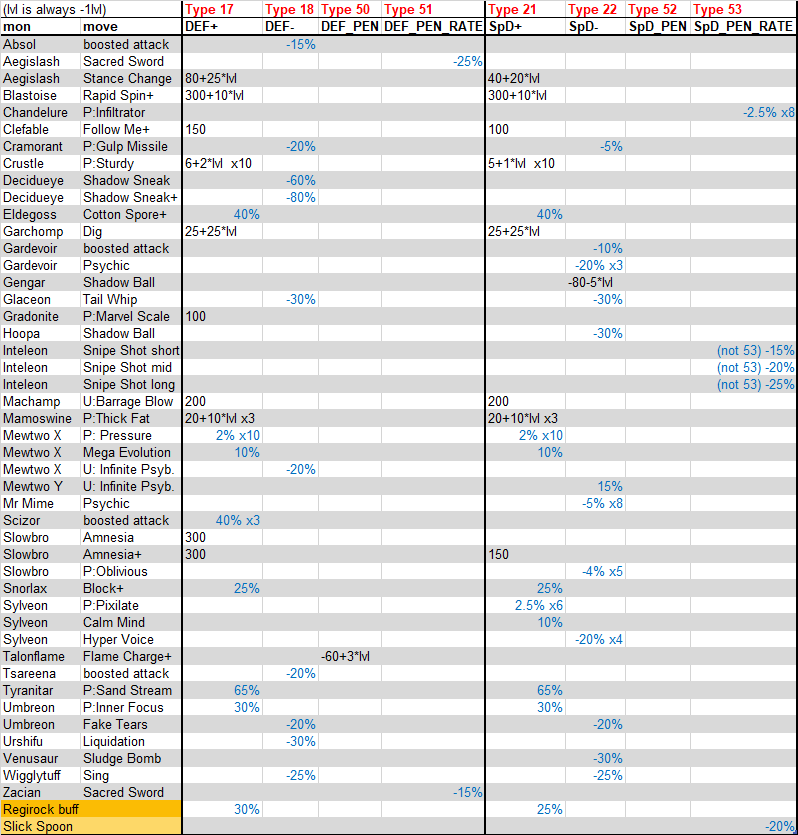 (lvl is always -1lvl) Type 17 Type 18 Type 50 Type 51 Type 21 Type 22 Type 52 Type 53
mon move DEF+ DEF- DEF_PEN DEF_PEN_RATE SpD+ SpD- SpD_PEN SpD_PEN_RATE
Absol boosted attack -15%
Aegislash Sacred Sword -25%
Aegislash Stance Change 80+25*lvl 40+20*lvl
Blastoise Rapid Spin+ 300+10*lvl 300+10*lvl
Chandelure P:Infiltrator -2.5% x8
Clefable Follow Me+ 150 100
Cramorant P:Gulp Missile -20% -5%
Crustle P:Sturdy 6+2*lvl x10 5+1*lvl x10
Decidueye Shadow Sneak -60%
Decidueye Shadow Sneak+ -80%
Eldegoss Cotton Spore+ 40% 40%
Garchomp Dig 25+25*lvl 25+25*lvl
Gardevoir boosted attack -10%
Gardevoir Psychic -20% x3
Gengar Shadow Ball -80-5*lvl
Glaceon Tail Whip -30% -30%
Gradonite P:Marvel Scale 100
Hoopa Shadow Ball -30%
Inteleon Snipe Shot short (not 53) -15%
Inteleon Snipe Shot mid (not 53) -20%
Inteleon Snipe Shot long (not 53) -25%
Machamp U:Barrage Blow 200 200
Mamoswine P:Thick Fat 20+10*lvl x3 20+10*lvl x3
Mewtwo X P: Pressure 2% x10 2% x10
Mewtwo X Mega Evolution 10% 10%
Mewtwo X U: Infinite Psyb. -20%
Mewtwo Y U: Infinite Psyb. 15%
Mr Mime Psychic -5% x8
Scizor boosted attack 40% x3
Slowbro Amnesia 300
Slowbro Amnesia+ 300 150
Slowbro P:Oblivious -4% x5
Snorlax Block+ 25% 25%
Sylveon P:Pixilate 2.5% x6
Sylveon Calm Mind 10%
Sylveon Hyper Voice -20% x4
Talonflame Flame Charge+ -60+3*lvl
Tsareena boosted attack -20%
Tyranitar P:Sand Stream 65% 65%
Umbreon P:Inner Focus 30% 30%
Umbreon Fake Tears -20% -20%
Urshifu Liquidation -30%
Venusaur Sludge Bomb -30%
Wigglytuff Sing -25% -25%
Zacian Sacred Sword -15%
Regirock buff 30% 25%
Slick Spoon -20%